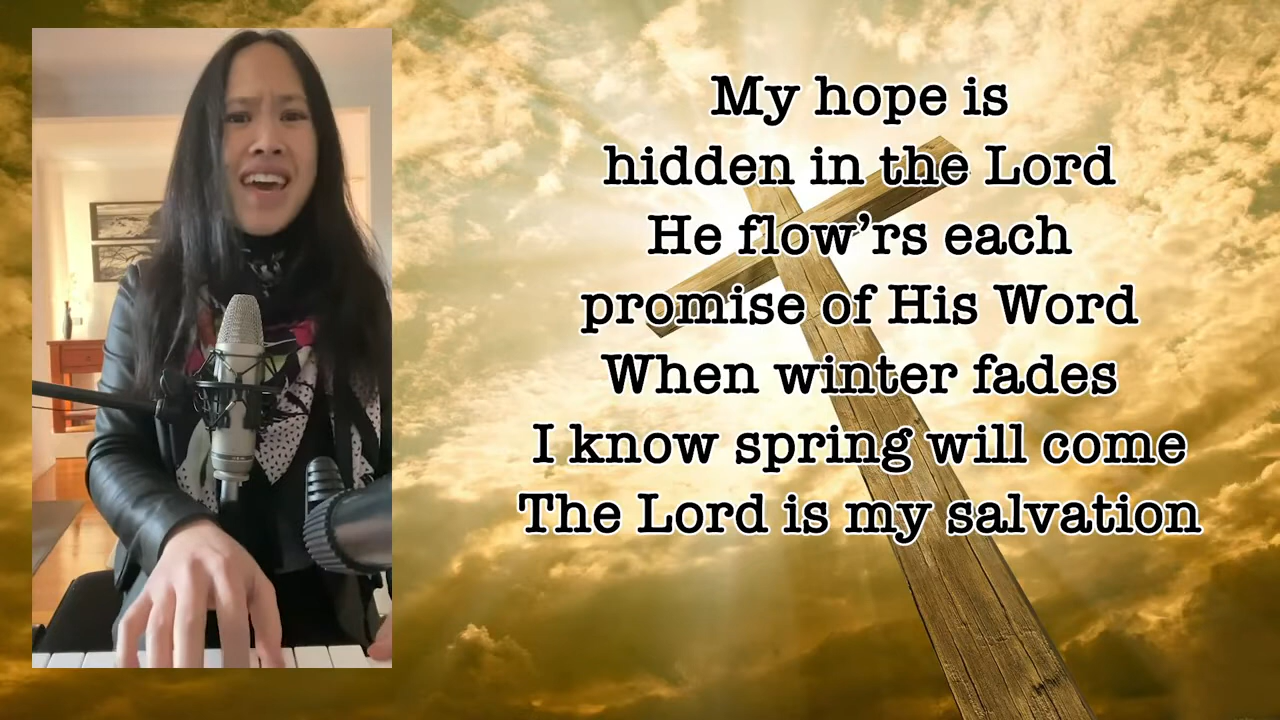 My hope is
hidden in the Lord
He flow’rs each
promise of His Word
When winter fades
I know spring will come
The Lord is my salvation